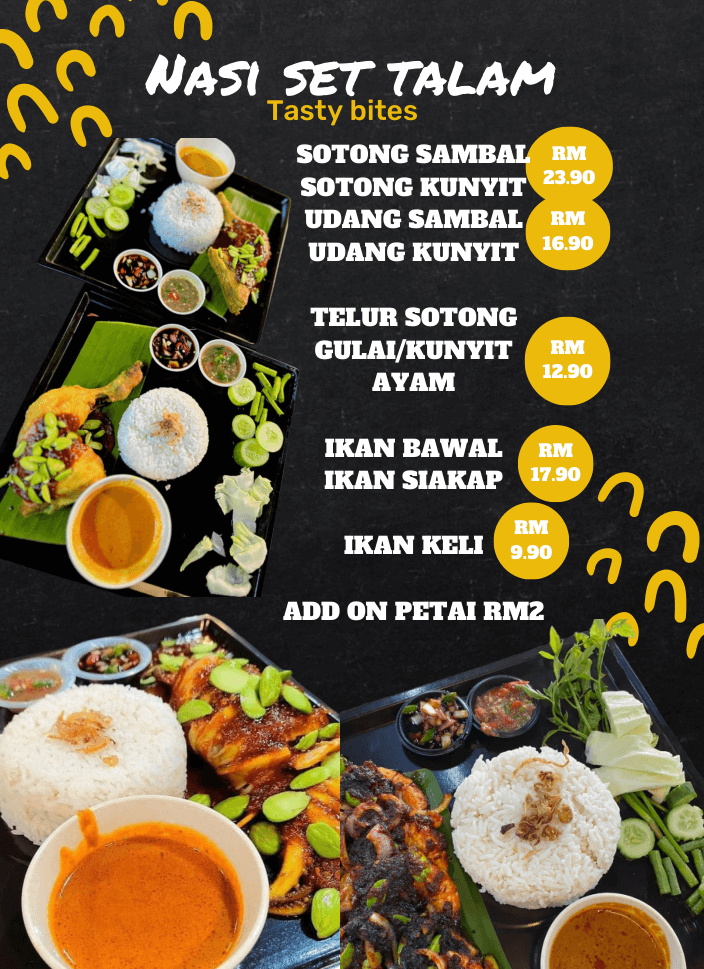 NASI SET TALAM
Tasty bites
SOTONG SAMBAL
SOTONG KUNYIT
RM
23.90
UDANG SAMBAL
UDANG KUNYIT
RM
16.90
TELUR SOTONG
GULAI/KUNYIT
AYAM
RM
12.90
IKAN BAWAL
IKAN SIAKAP
RM
17.90
IKAN KELI
RM
9.90
ADD ON PETAI RM2